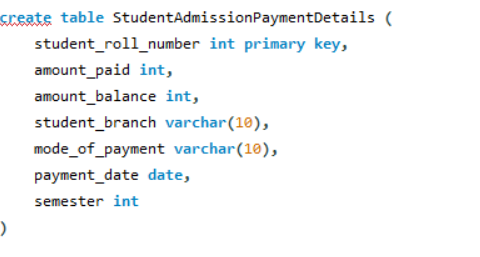 create table StudentAdmissionPaymentDetails (
student_roll_number int primary key,
amount_paid int,
amount_balance int,
student_branch varchar(10),
mode_of_payment varchar(10),
payment_date date,
semester int
)